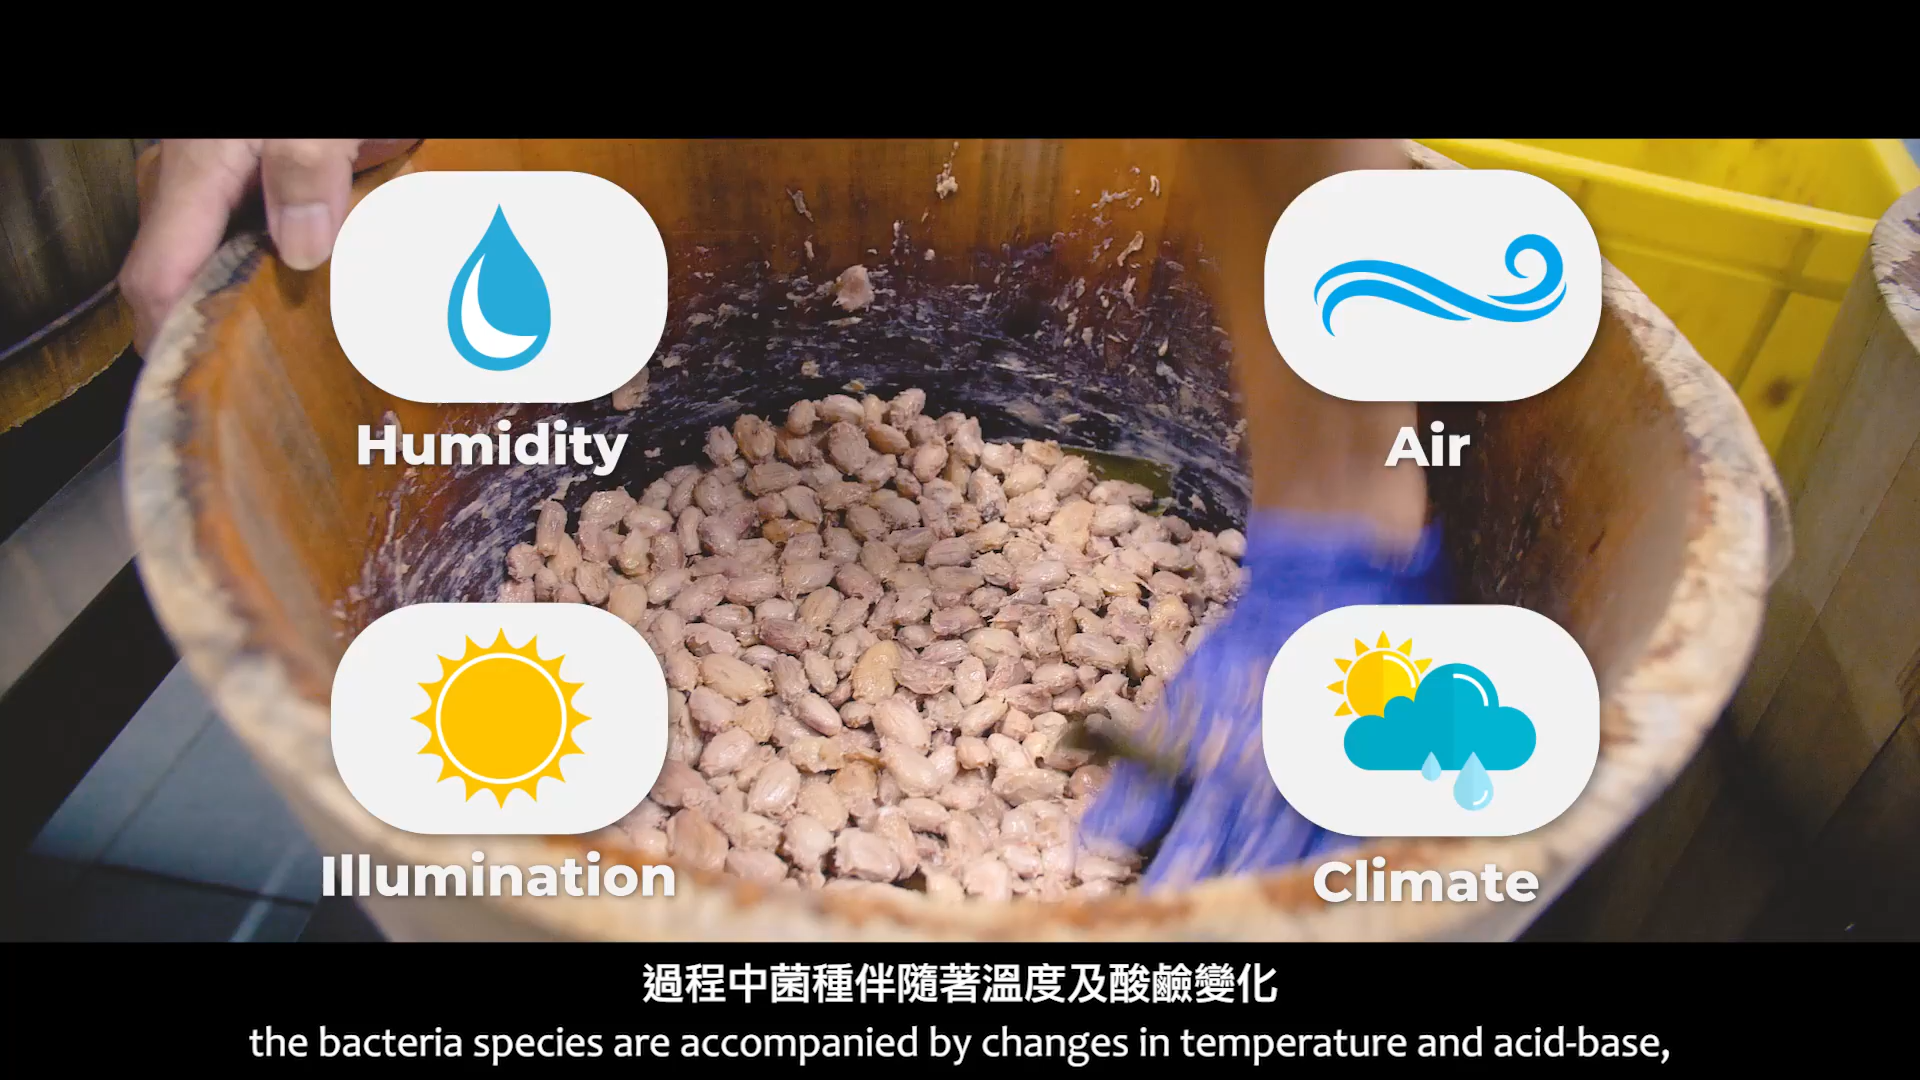 Humidity
Air
Illumination
Climate
過程中菌種伴隨著溫度及酸鹼變化
the bacteria species are accompanied by changes in temperature and acid-base,